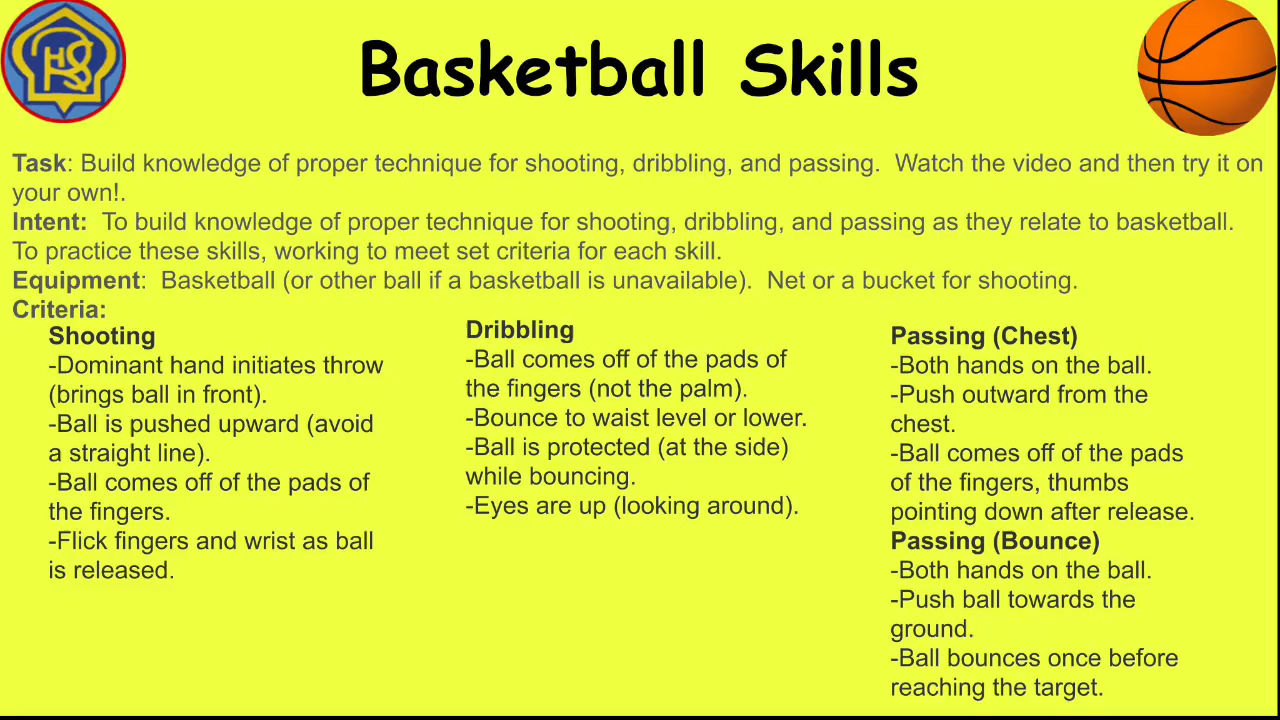 Basketball Skills
Task: Build knowledge of proper technique for shooting, dribbling, and passing.  Watch the video and then try it on
your own!.
Intent:  To build knowledge of proper technique for shooting, dribbling, and passing as they relate to basketball.
To practice these skills, working to meet set criteria for each skill.
Equipment:  Basketball (or other ball if a basketball is unavailable).  Net or a bucket for shooting.
Criteria:
Shooting
-Dominant hand initiates throw
(brings ball in front).
-Ball is pushed upward (avoid
a straight line).
-Ball comes off of the pads of
the fingers.
-Flick fingers and wrist as ball
is released.
Dribbling
-Ball comes off of the pads of
the fingers (not the palm).
-Bounce to waist level or lower.
-Ball is protected (at the side)
while bouncing.
-Eyes are up (looking around).
Passing (Chest)
-Both hands on the ball.
-Push outward from the
chest.
-Ball comes off of the pads
of the fingers, thumbs
pointing down after release.
Passing (Bounce)
-Both hands on the ball.
-Push ball towards the
ground.
-Ball bounces once before
reaching the target.